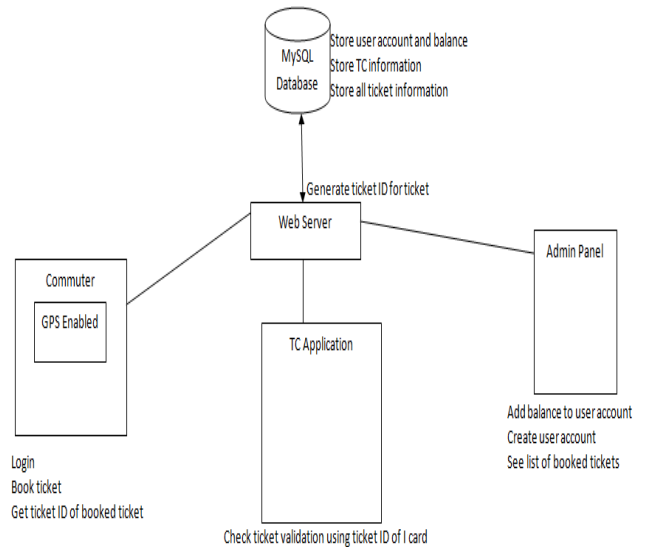 MySQL
Database
Store user account and balance
Store TC information
Store all ticket information
Generate ticket ID for ticket
Web Server
Commuter
GPS Enabled
Admin Panel
TC Application
Login
Book ticket
Get ticket ID of booked ticket
Add balance to user account
Create user account
See list of booked tickets
Check ticket validation using ticket ID of I card